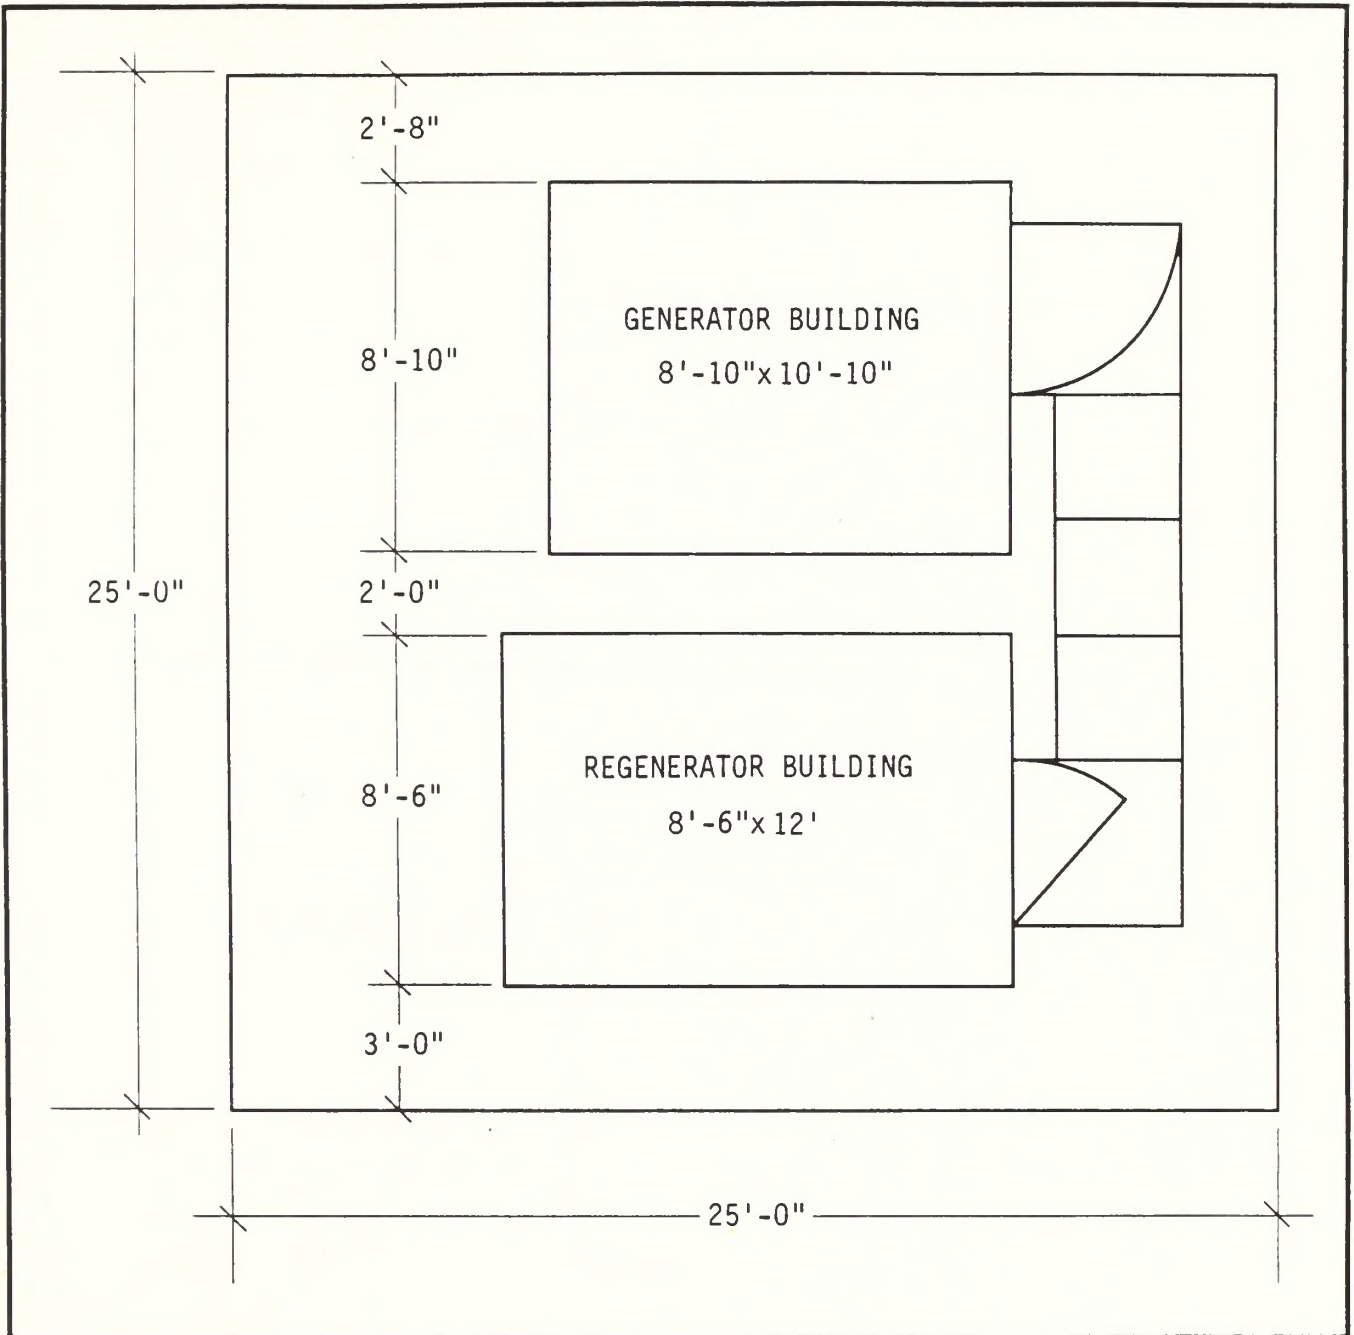 2'-8"
GENERATOR BUILDING
8'-10"x10'-10"
8'-10"
25'-0"
2'-0"
REGENERATOR BUILDING
8'-6"x12'
8'-6"
3'-0"
25'-0"